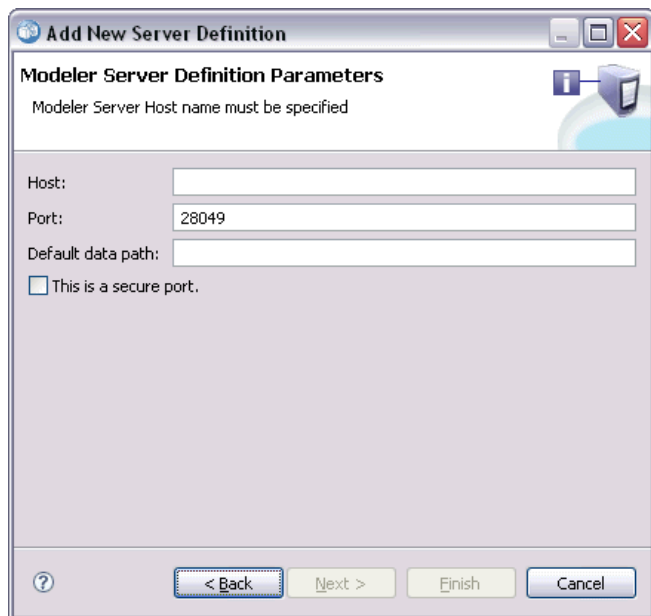 Add New Server Definition
Modeler Server Definition Parameters
Modeler Server Host name must be specified
i
Host:
Port: 28049
Default data path:
This is a secure port.
? < Back Next > Finish Cancel